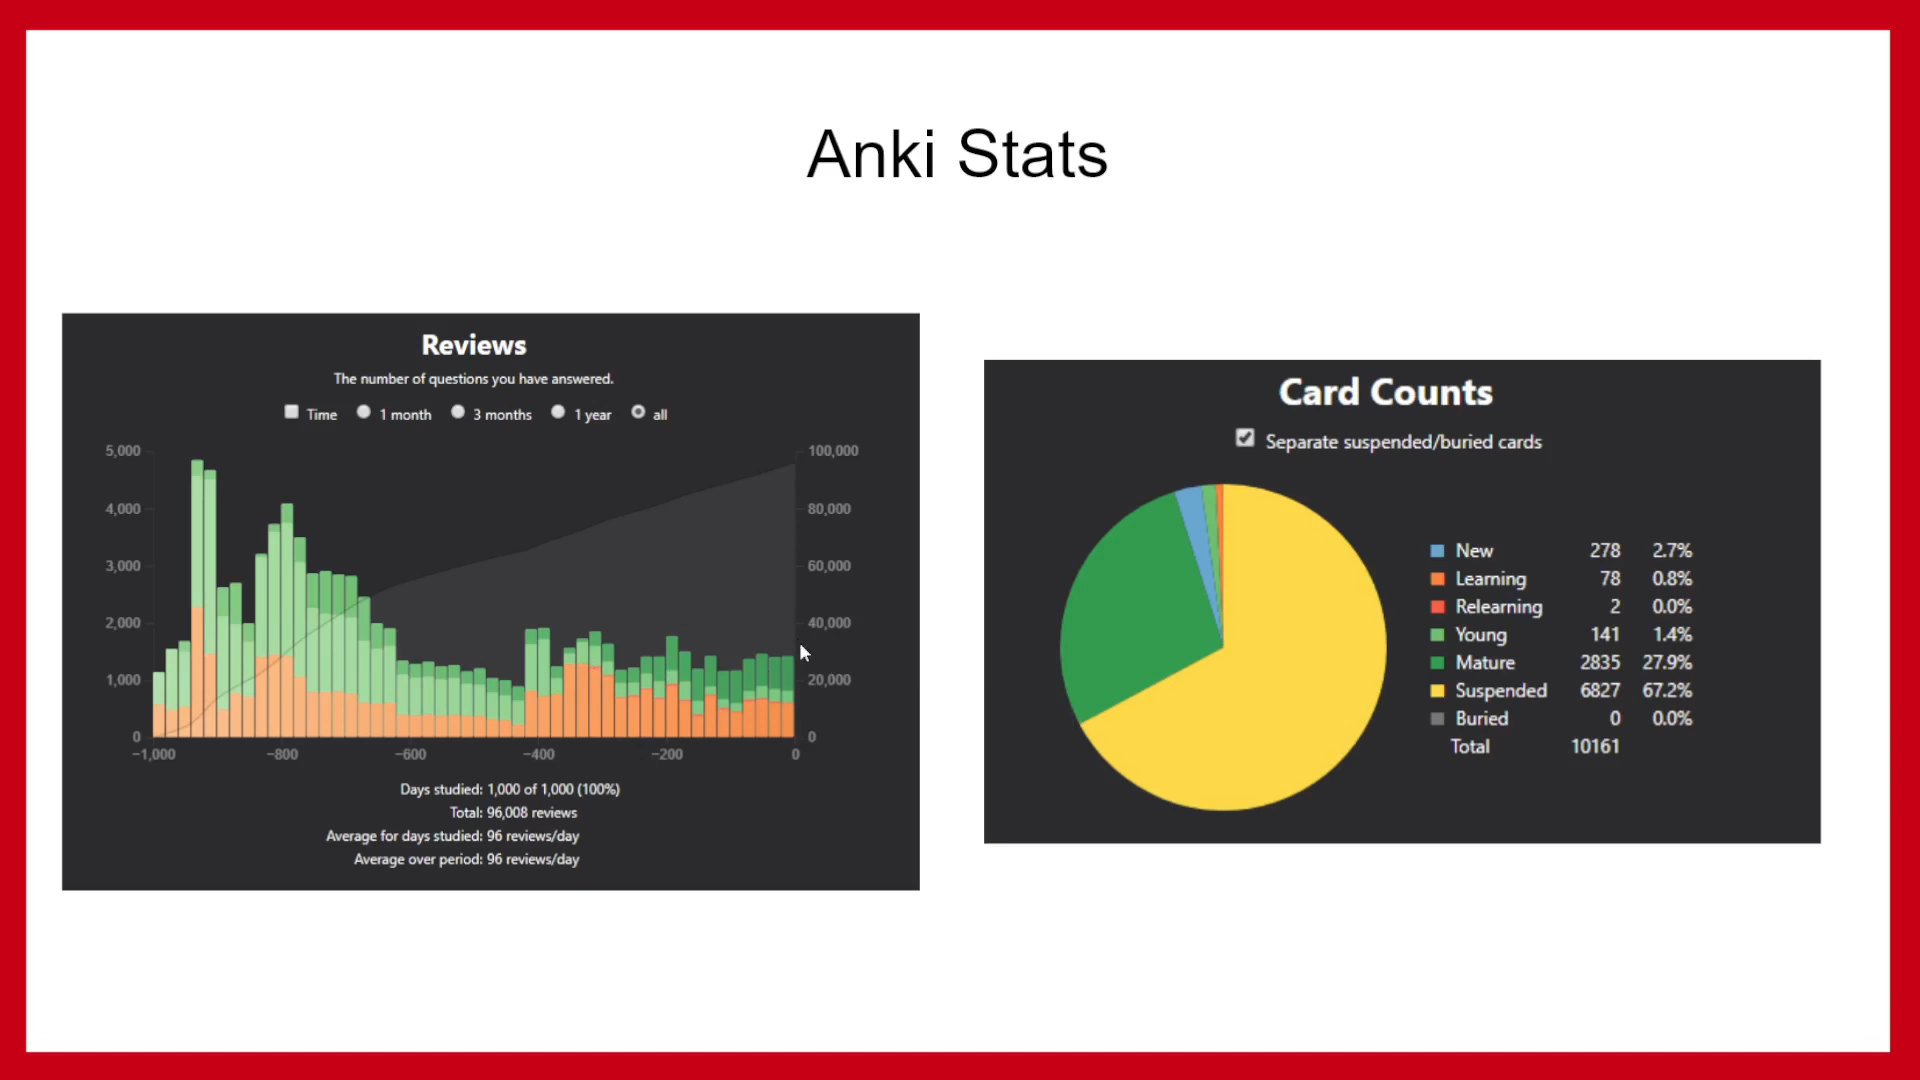 Anki Stats
Reviews
The number of questions you have answered.
Time 1 month 3 months 1 year all
5,000 100,000
4,000 80,000
3,000 60,000
2,000 40,000
1,000 20,000
0 0
−1,000 −800 −600 −400 −200 0
Days studied: 1,000 of 1,000 (100%)
Total: 96,008 reviews
Average for days studied: 96 reviews/day
Average over period: 96 reviews/day
Card Counts
Separate suspended/buried cards
New 278 2.7%
Learning 78 0.8%
Relearning 2 0.0%
Young 141 1.4%
Mature 2835 27.9%
Suspended 6827 67.2%
Buried 0 0.0%
Total 10161